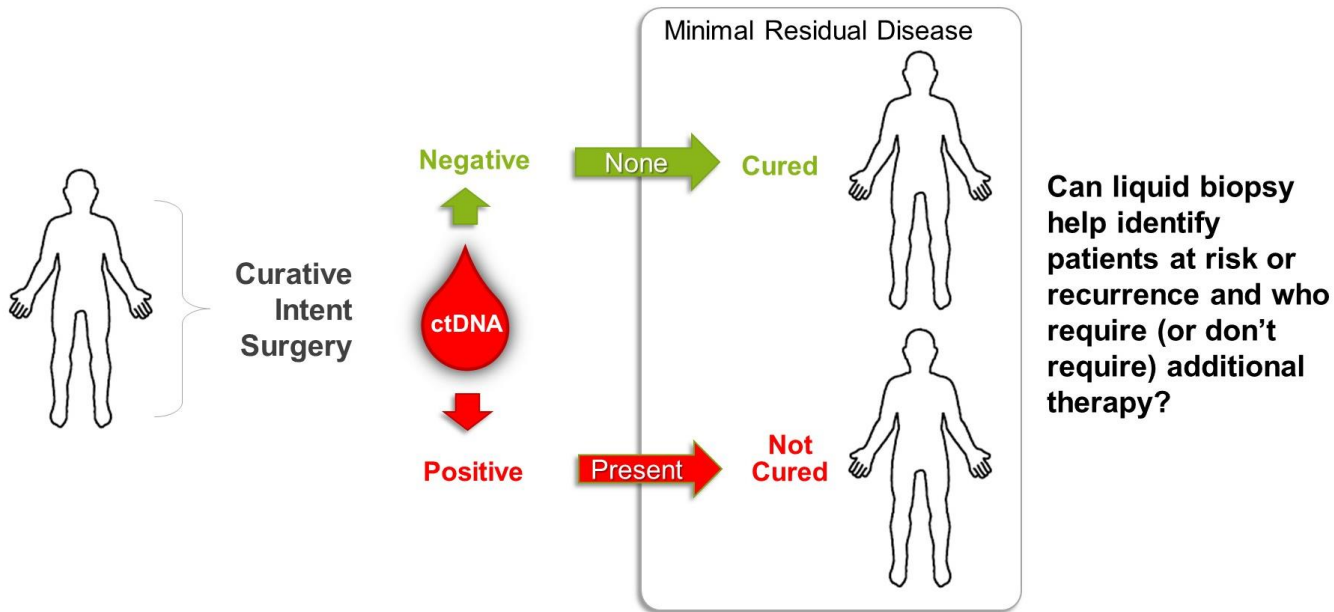 Minimal Residual Disease
Curative
Intent
Surgery
Negative
None
Cured
ctDNA
Positive
Present
Not
Cured
Can liquid biopsy
help identify
patients at risk or
recurrence and who
require (or don’t
require) additional
therapy?